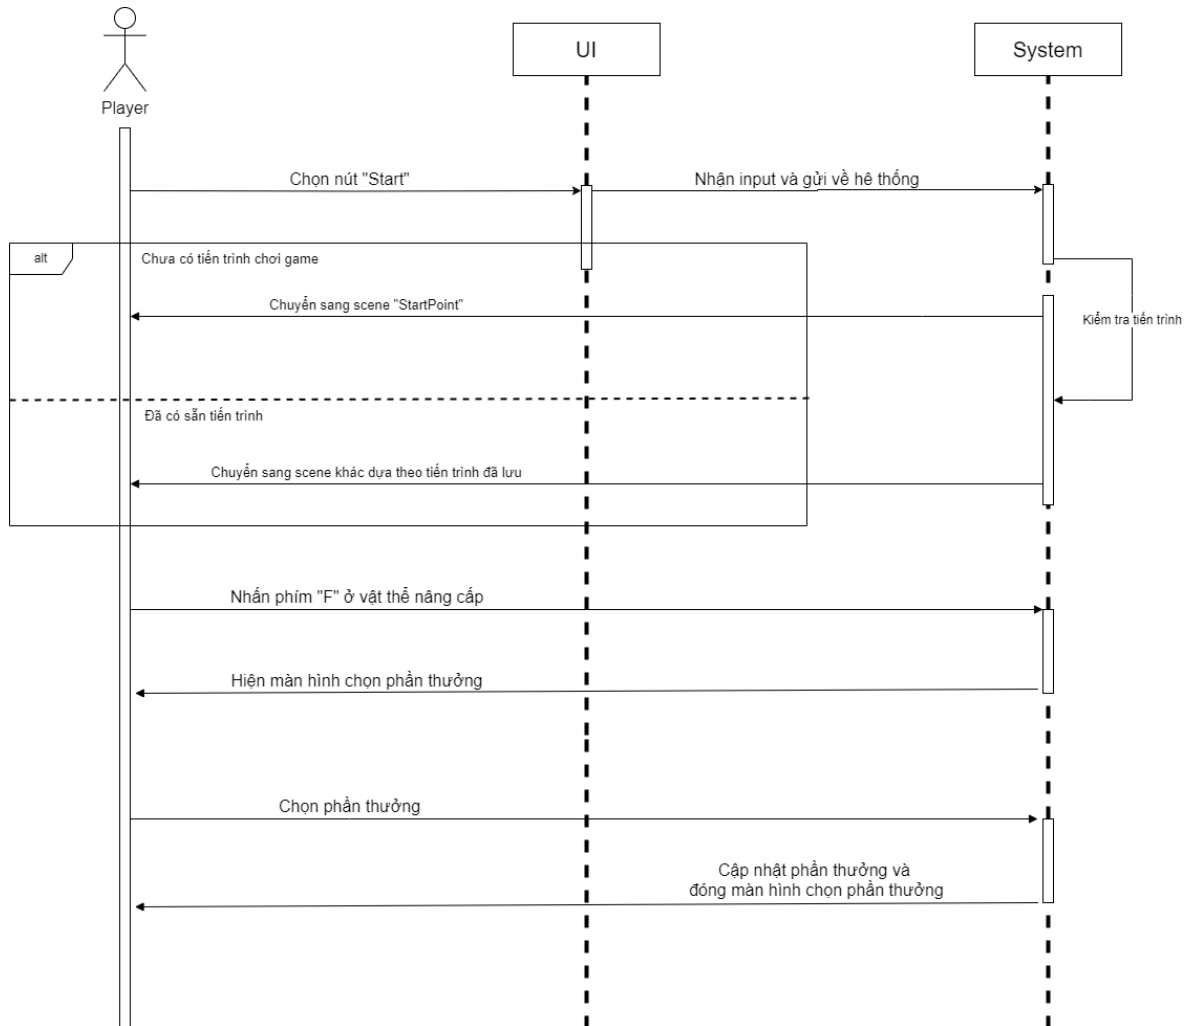 Player
UI
System
Chọn nút "Start"
Nhận input và gửi về hê thống
alt
Chưa có tiến trình chơi game
Chuyển sang scene "StartPoint"
Kiểm tra tiến trình
Đã có sẵn tiến trình
Chuyển sang scene khác dựa theo tiến trình đã lưu
Nhấn phím "F" ở vật thể nâng cấp
Hiện màn hình chọn phần thưởng
Chọn phần thưởng
Cập nhật phần thưởng và
đóng màn hình chọn phần thưởng